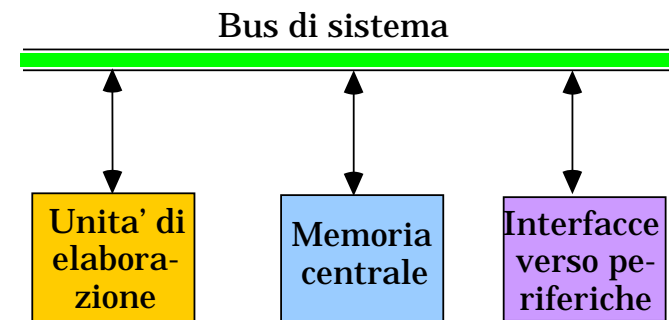 Bus di sistema
Unita' di
elabora-
zione
Memoria
centrale
Interfacce
verso pe-
riferiche